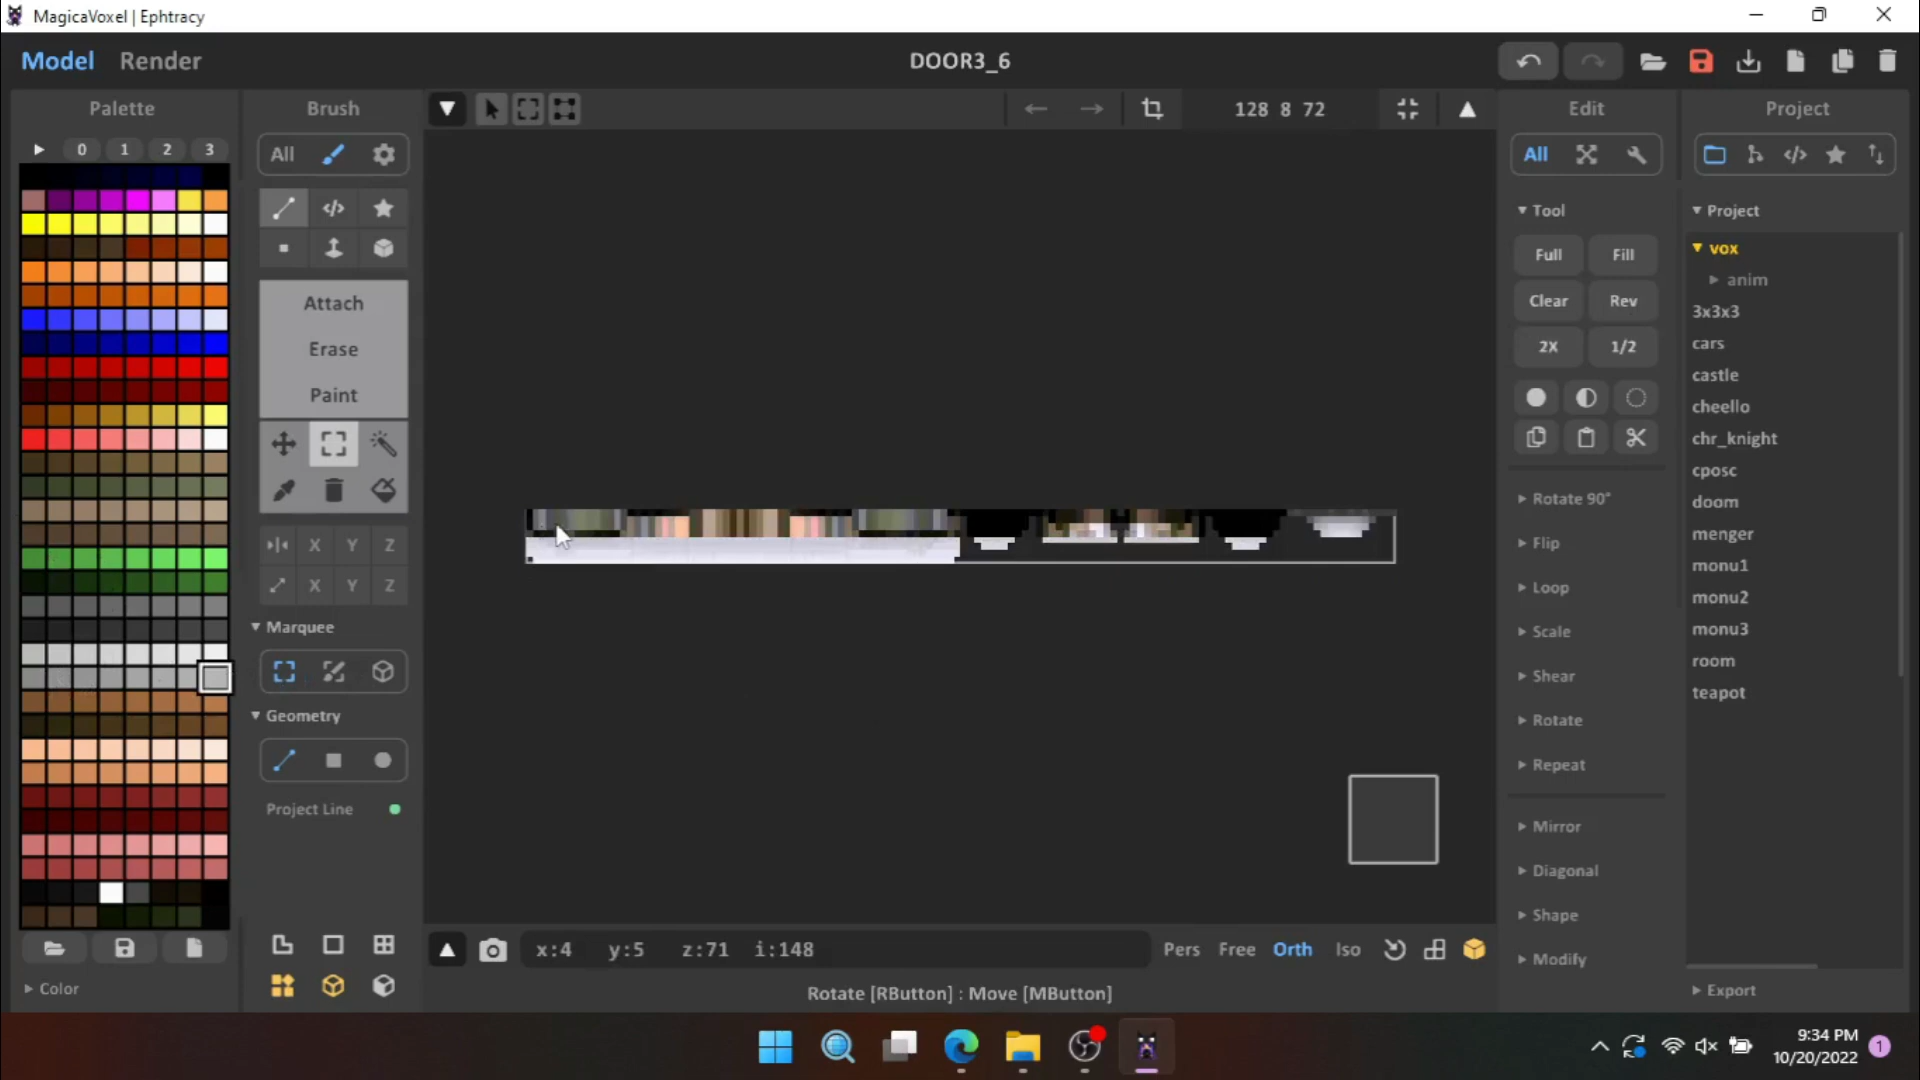 MagicaVoxel | Ephtracy
Model Render
DOOR3_6
Palette
Brush
128 8 72
Edit
Project
0 1 2 3
All
All
Tool
Project
Full Fill
vox
anim
Clear Rev
3x3x3
Attach
2X 1/2
cars
Erase
castle
Paint
cheello
chr_knight
cposc
Rotate 90°
doom
Flip
menger
X Y Z
monu1
X Y Z
Loop
monu2
Marquee
Scale
monu3
room
Shear
teapot
Geometry
Rotate
Repeat
Project Line
Mirror
Diagonal
Shape
x:4 y:5 z:71 i:148
Pers Free Orth Iso
Modify
Color
Rotate [RButton] : Move [MButton]
Export
9:34 PM
10/20/2022
1